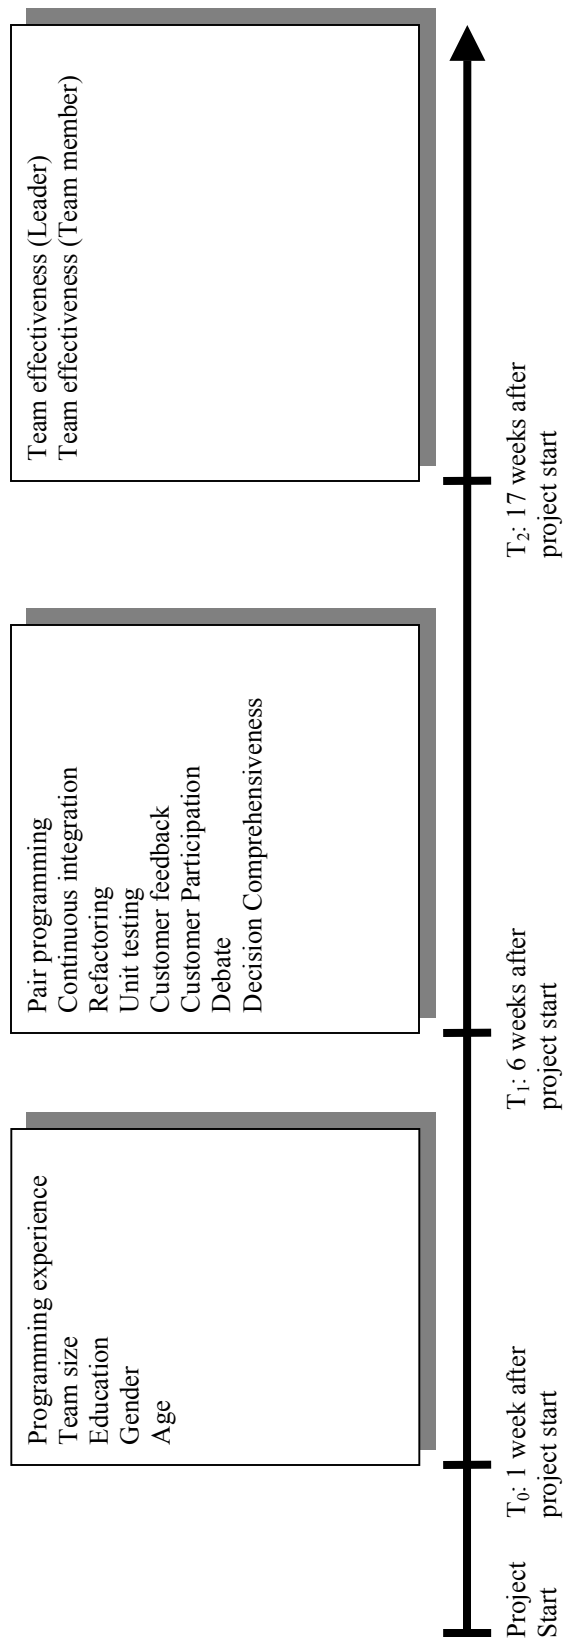 Programming experience
Team size
Education
Gender
Age
Pair programming
Continuous integration
Refactoring
Unit testing
Customer feedback
Customer Participation
Debate
Decision Comprehensiveness
Team effectiveness (Leader)
Team effectiveness (Team member)
Project
Start
T₀: 1 week after
project start
T₁: 6 weeks after
project start
T₂: 17 weeks after
project start